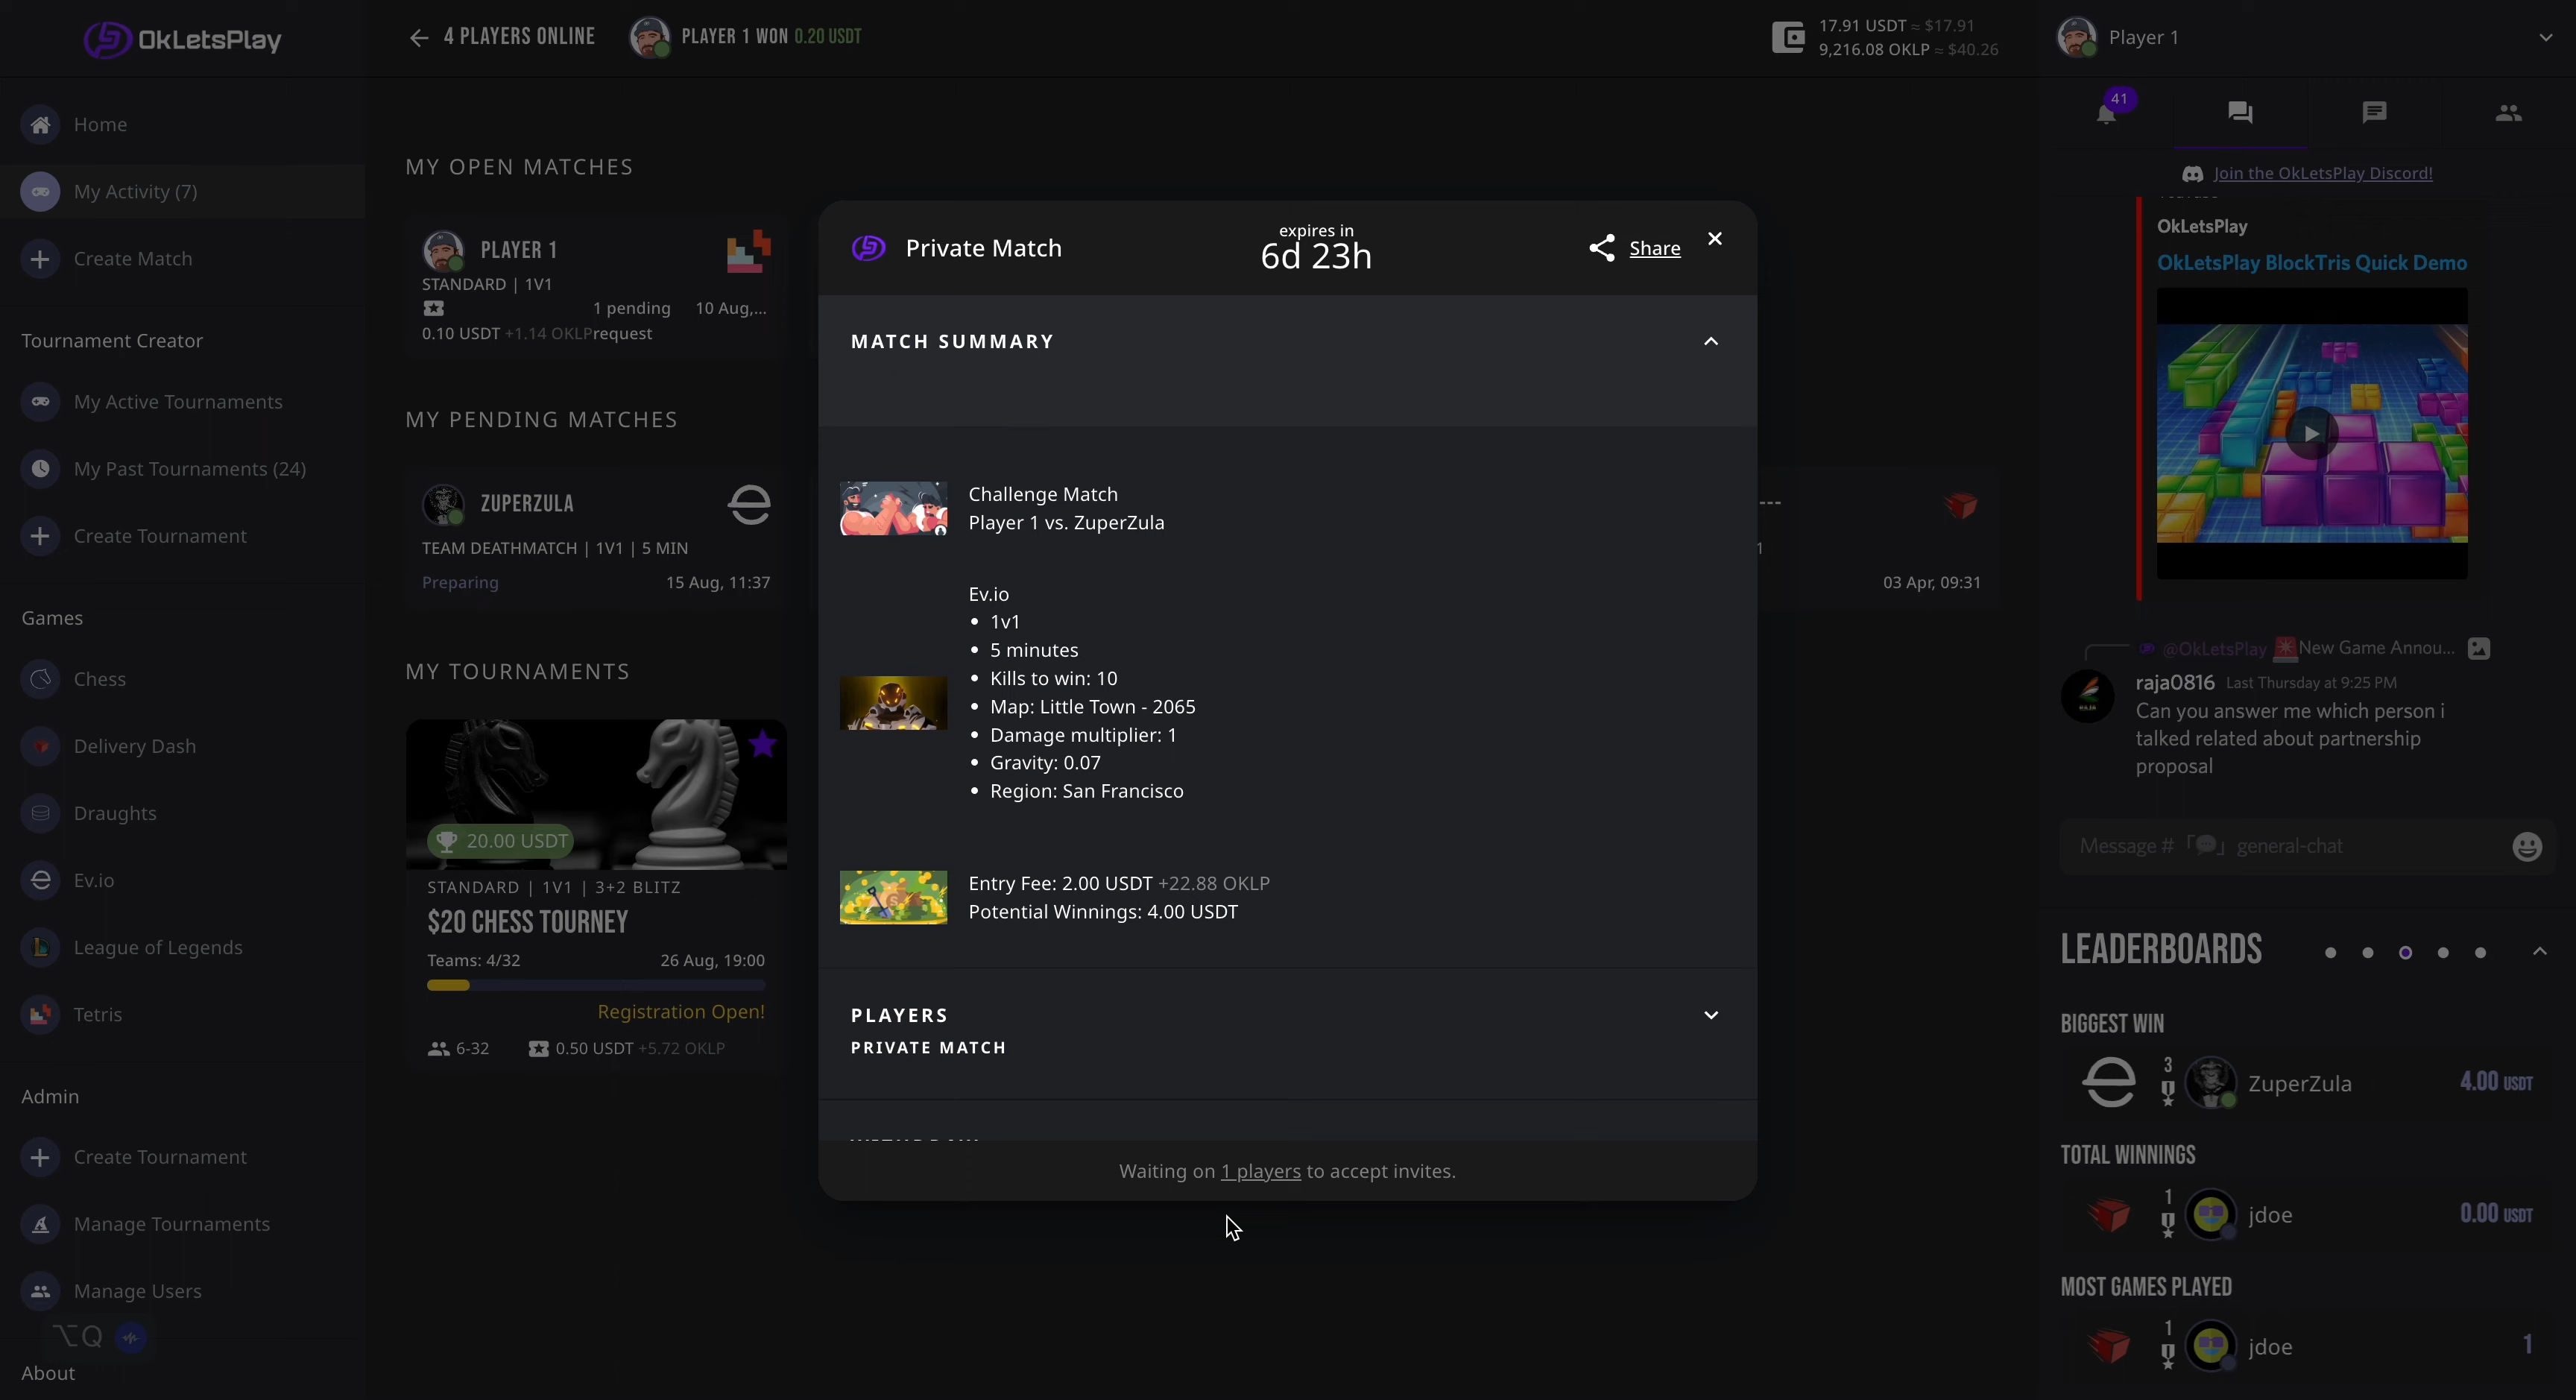 OkLetsPlay
4 PLAYERS ONLINE
PLAYER 1 WON 0.20 USDT
17.91 USDT ≈ $17.91
9,216.08 OKLP ≈ $40.26
Player 1
Home
My Activity (7)
Create Match
Tournament Creator
My Active Tournaments
My Past Tournaments (24)
Create Tournament
Games
Chess
Delivery Dash
Draughts
Ev.io
League of Legends
Tetris
Admin
Create Tournament
Manage Tournaments
Manage Users
⌥Q
About
MY OPEN MATCHES
PLAYER 1
STANDARD | 1V1
1 pending request
10 Aug,...
0.10 USDT +1.14 OKLP
MY PENDING MATCHES
ZUPERZULA
TEAM DEATHMATCH | 1V1 | 5 MIN
Preparing
15 Aug, 11:37
---
1
03 Apr, 09:31
MY TOURNAMENTS
20.00 USDT
STANDARD | 1V1 | 3+2 BLITZ
$20 CHESS TOURNEY
Teams: 4/32
26 Aug, 19:00
Registration Open!
6-32
0.50 USDT +5.72 OKLP
Private Match
expires in
6d 23h
Share
MATCH SUMMARY
Challenge Match
Player 1 vs. ZuperZula
Ev.io
• 1v1
• 5 minutes
• Kills to win: 10
• Map: Little Town - 2065
• Damage multiplier: 1
• Gravity: 0.07
• Region: San Francisco
Entry Fee: 2.00 USDT +22.88 OKLP
Potential Winnings: 4.00 USDT
PLAYERS
PRIVATE MATCH
Waiting on 1 players to accept invites.
41
Join the OkLetsPlay Discord!
OkLetsPlay
OkLetsPlay BlockTris Quick Demo
@OkLetsPlay 🚨New Game Annou...
raja0816 Last Thursday at 9:25 PM
Can you answer me which person i
talked related about partnership
proposal
Message # 「💬」 general-chat
LEADERBOARDS
BIGGEST WIN
3
ZuperZula
4.00 USDT
TOTAL WINNINGS
1
jdoe
0.00 USDT
MOST GAMES PLAYED
1
jdoe
1